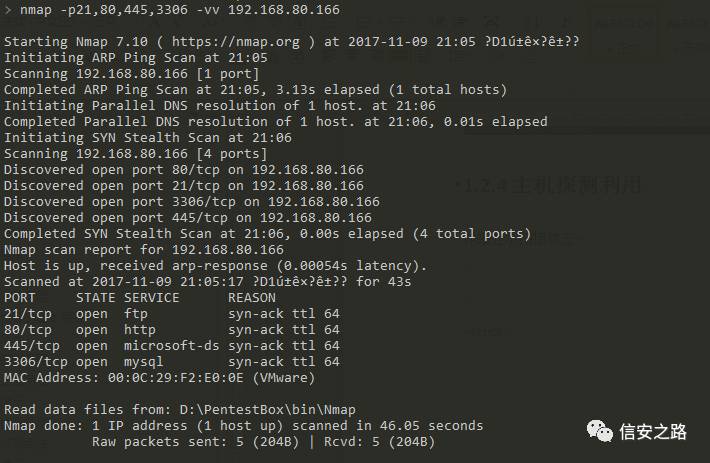 > nmap -p21,80,445,3306 -vv 192.168.80.166
Starting Nmap 7.10 ( https://nmap.org ) at 2017-11-09 21:05 ?D1ú±ê×?ê±??
Initiating ARP Ping Scan at 21:05
Scanning 192.168.80.166 [1 port]
Completed ARP Ping Scan at 21:05, 3.13s elapsed (1 total hosts)
Initiating Parallel DNS resolution of 1 host. at 21:06
Completed Parallel DNS resolution of 1 host. at 21:06, 0.01s elapsed
Initiating SYN Stealth Scan at 21:06
Scanning 192.168.80.166 [4 ports]
Discovered open port 80/tcp on 192.168.80.166
Discovered open port 21/tcp on 192.168.80.166
Discovered open port 3306/tcp on 192.168.80.166
Discovered open port 445/tcp on 192.168.80.166
Completed SYN Stealth Scan at 21:06, 0.00s elapsed (4 total ports)
Nmap scan report for 192.168.80.166
Host is up, received arp-response (0.00054s latency).
Scanned at 2017-11-09 21:05:17 ?D1ú±ê×?ê±?? for 43s
PORT     STATE SERVICE      REASON
21/tcp   open  ftp          syn-ack ttl 64
80/tcp   open  http         syn-ack ttl 64
445/tcp  open  microsoft-ds syn-ack ttl 64
3306/tcp open  mysql        syn-ack ttl 64
MAC Address: 00:0C:29:F2:E0:0E (VMware)
Read data files from: D:\PentestBox\bin\Nmap
Nmap done: 1 IP address (1 host up) scanned in 46.05 seconds
Raw packets sent: 5 (204B) | Rcvd: 5 (204B)
1.2.4 主机探测利用
信安之路